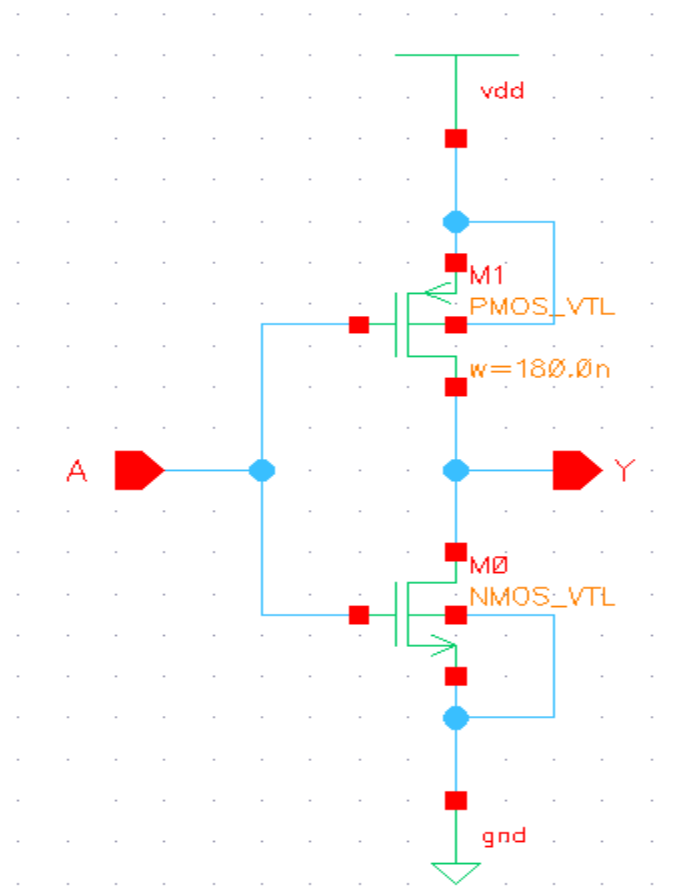 vdd
M1
PMOS_VTL
w=180.0n
A
Y
M0
NMOS_VTL
gnd